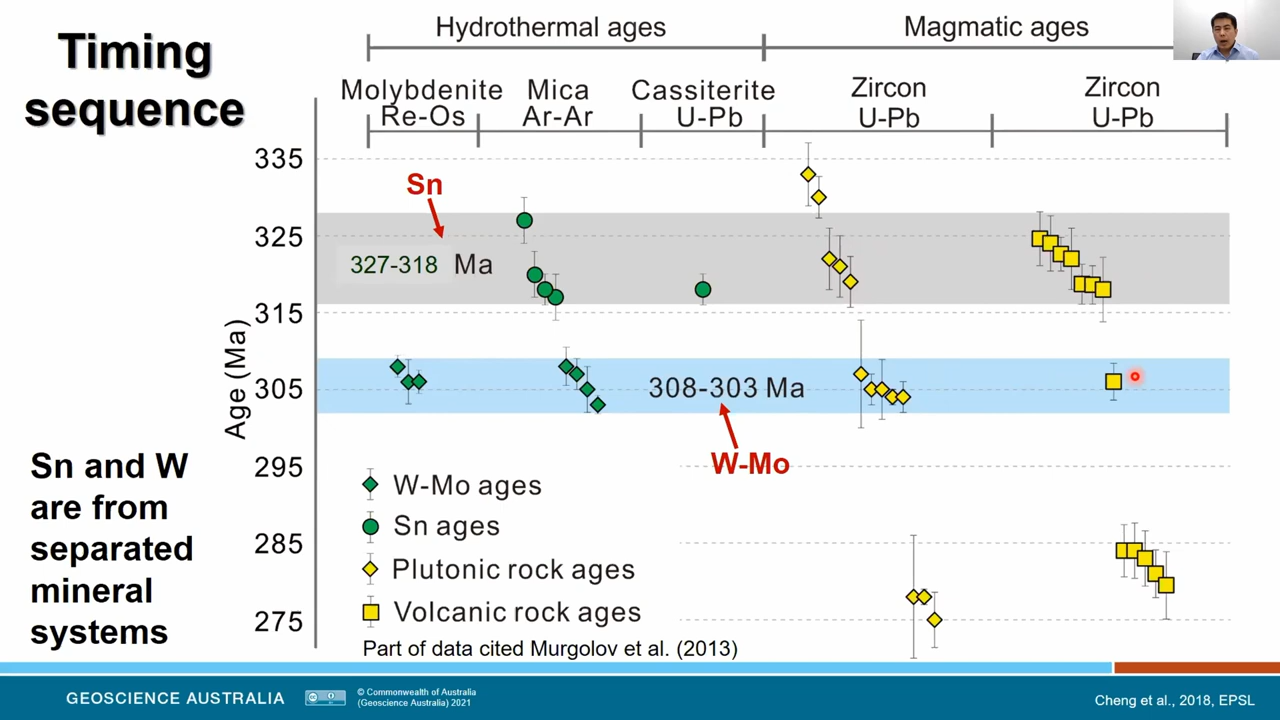 Timing
sequence
Hydrothermal ages
Magmatic ages
Molybdenite
Re-Os
Mica
Ar-Ar
Cassiterite
U-Pb
Zircon
U-Pb
Zircon
U-Pb
Age (Ma)
335
325
315
305
295
285
275
Sn
327-318 Ma
308-303 Ma
W-Mo
W-Mo ages
Sn ages
Plutonic rock ages
Volcanic rock ages
Part of data cited Murgolov et al. (2013)
Sn and W
are from
separated
mineral
systems
GEOSCIENCE AUSTRALIA
© Commonwealth of Australia
(Geoscience Australia) 2021
Cheng et al., 2018, EPSL